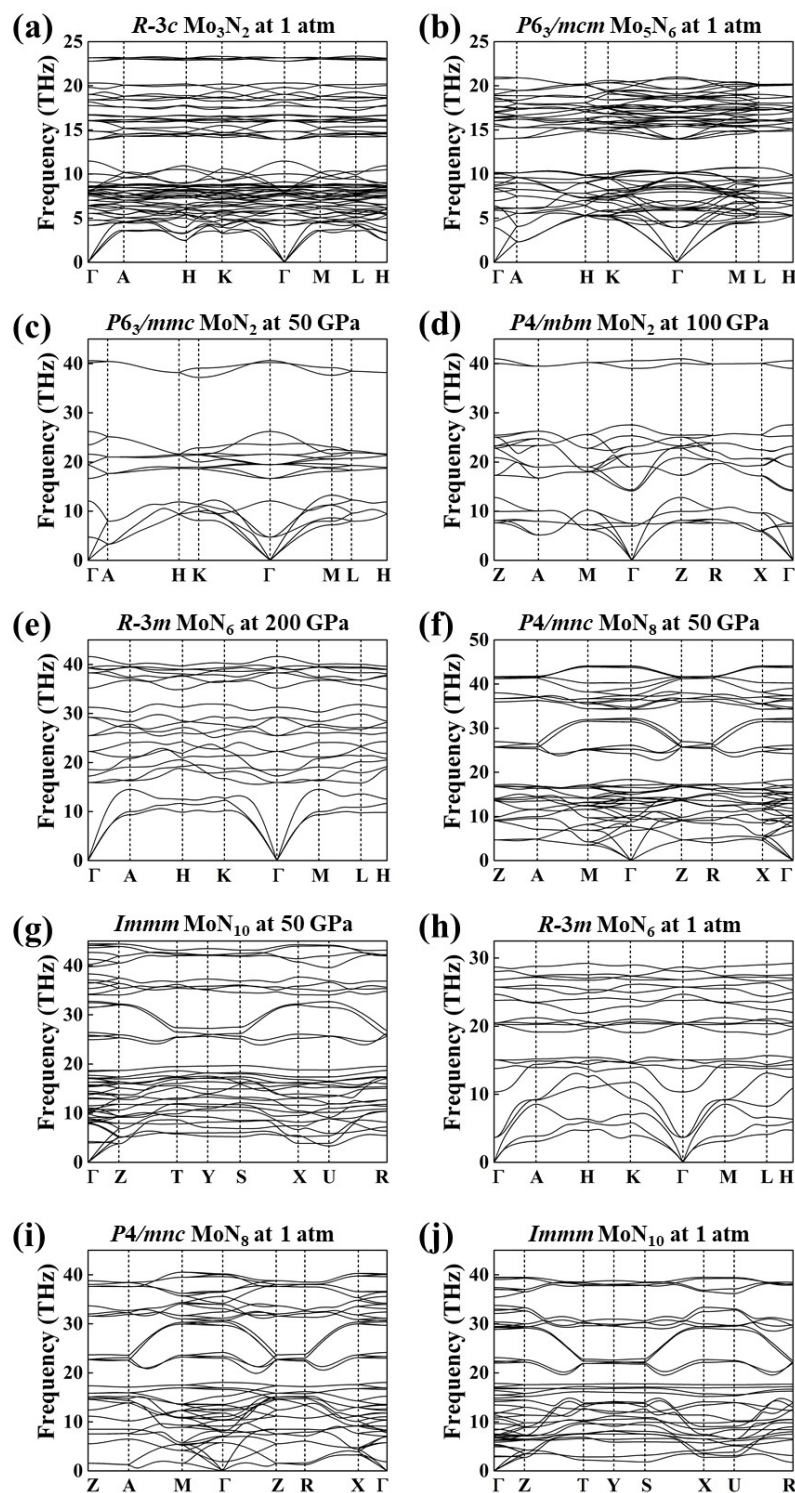 (a) R-3c Mo₃N₂ at 1 atm
Frequency (THz)
25
20
15
10
5
0
Γ A H K Γ M L H
(b) P6₃/mcm Mo₅N₆ at 1 atm
Frequency (THz)
25
20
15
10
5
0
Γ A H K Γ M L H
(c) P6₃/mmc MoN₂ at 50 GPa
Frequency (THz)
40
30
20
10
0
Γ A H K Γ M L H
(d) P4/mbm MoN₂ at 100 GPa
Frequency (THz)
40
30
20
10
0
Z A M Γ Z R X Γ
(e) R-3m MoN₆ at 200 GPa
Frequency (THz)
40
30
20
10
0
Γ A H K Γ M L H
(f) P4/mnc MoN₈ at 50 GPa
Frequency (THz)
50
40
30
20
10
0
Z A M Γ Z R X Γ
(g) Immm MoN₁₀ at 50 GPa
Frequency (THz)
40
30
20
10
0
Γ Z T Y S X U R
(h) R-3m MoN₆ at 1 atm
Frequency (THz)
30
20
10
0
Γ A H K Γ M L H
(i) P4/mnc MoN₈ at 1 atm
Frequency (THz)
40
30
20
10
0
Z A M Γ Z R X Γ
(j) Immm MoN₁₀ at 1 atm
Frequency (THz)
40
30
20
10
0
Γ Z T Y S X U R